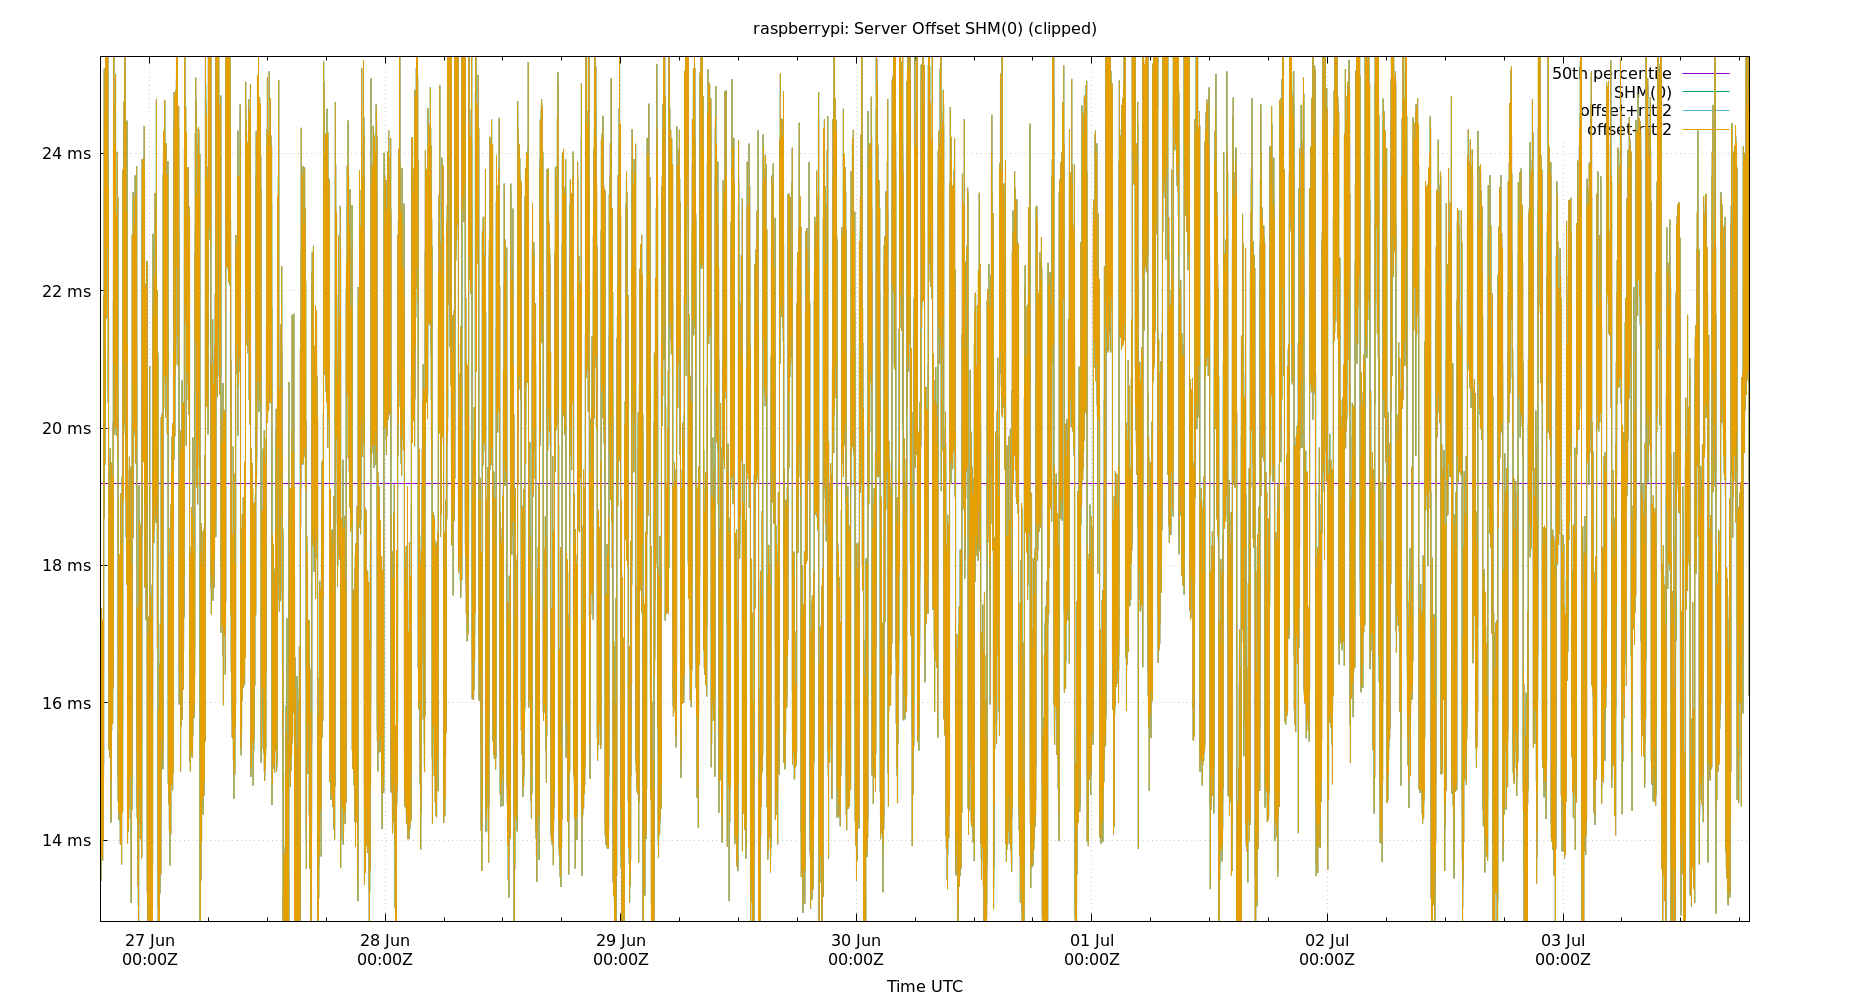 raspberrypi: Server Offset SHM(0) (clipped)
50th percentile
SHM(0)
offset+rtt/2
offset-rtt/2
24 ms
22 ms
20 ms
18 ms
16 ms
14 ms
27 Jun
00:00Z
28 Jun
00:00Z
29 Jun
00:00Z
30 Jun
00:00Z
01 Jul
00:00Z
02 Jul
00:00Z
03 Jul
00:00Z
Time UTC